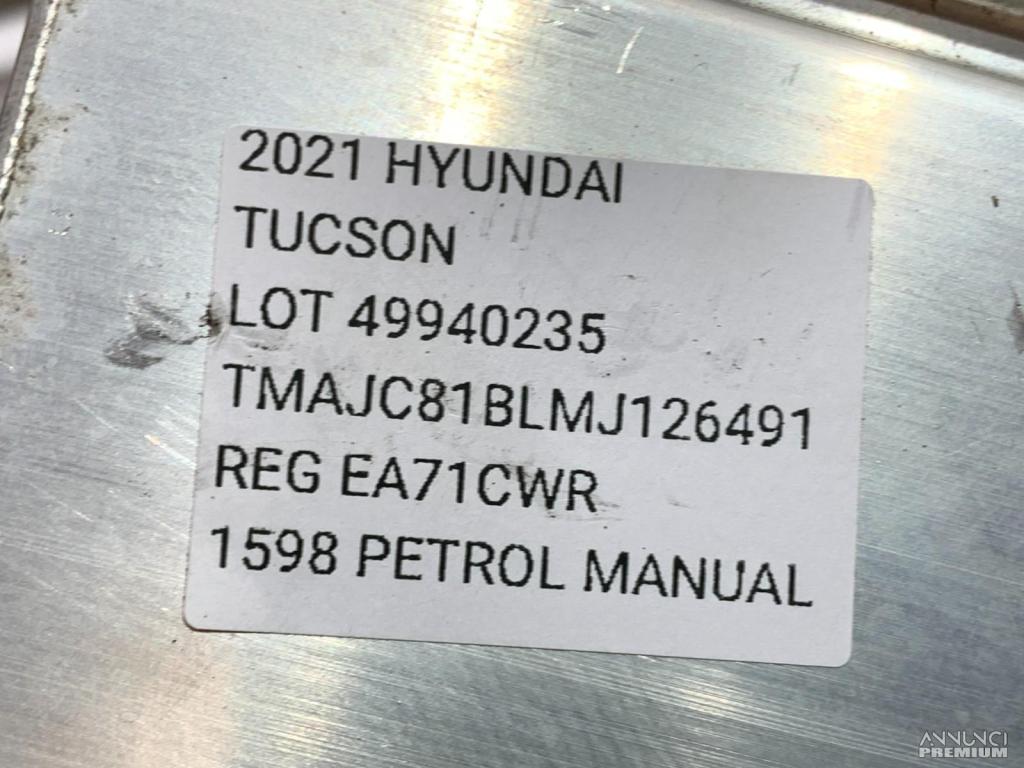 2021 HYUNDAI
TUCSON
LOT 49940235
TMAJC81BLMJ126491
REG EA71CWR
1598 PETROL MANUAL
ANNUNCI
PREMIUM